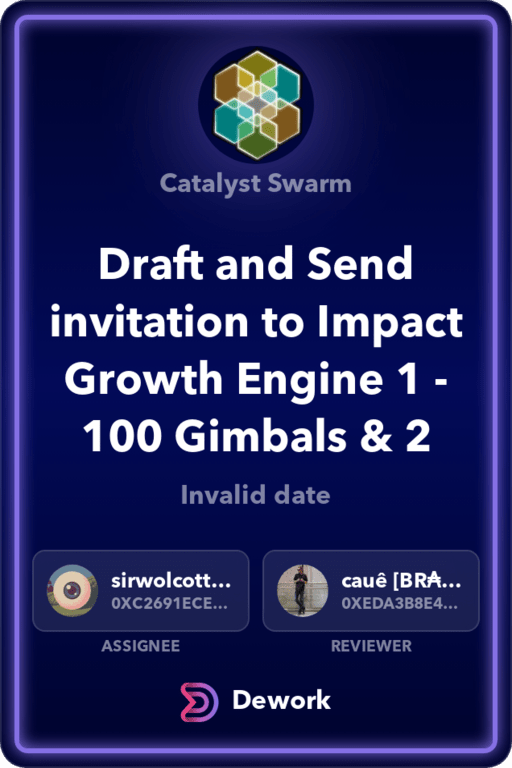 Catalyst Swarm
Draft and Send
invitation to Impact
Growth Engine 1 -
100 Gimbals & 2
Invalid date
sirwolcott...
0XC2691ECE...
cauê [BR₳...
0XEDA3B8E4...
ASSIGNEE
REVIEWER
Dework